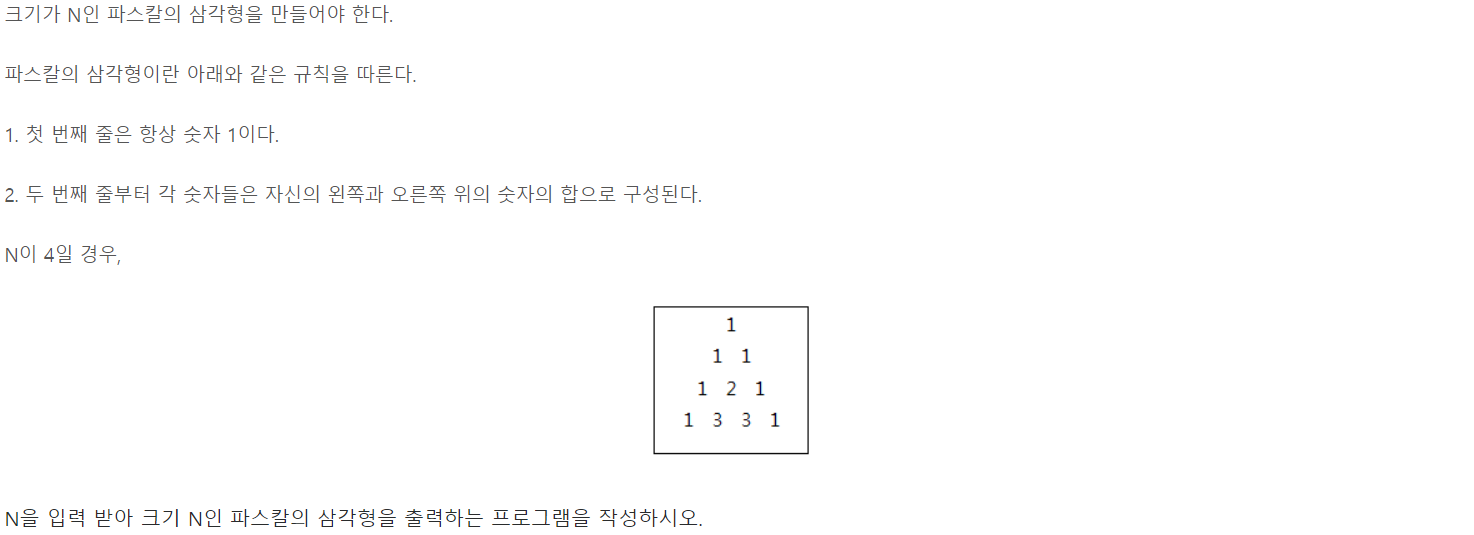 크기가 N인 파스칼의 삼각형을 만들어야 한다.
파스칼의 삼각형이란 아래와 같은 규칙을 따른다.
1. 첫 번째 줄은 항상 숫자 1이다.
2. 두 번째 줄부터 각 숫자들은 자신의 왼쪽과 오른쪽 위의 숫자의 합으로 구성된다.
N이 4일 경우,
1
1 1
1 2 1
1 3 3 1
N을 입력 받아 크기 N인 파스칼의 삼각형을 출력하는 프로그램을 작성하시오.